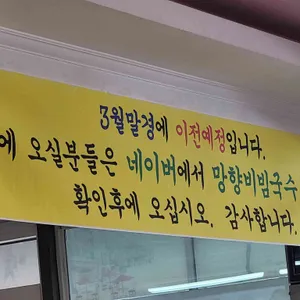 3월말경에 이전예정입니다.
에 오실분들은 네이버에서 망향비빔국수
확인후에 오십시오. 감사합니다.